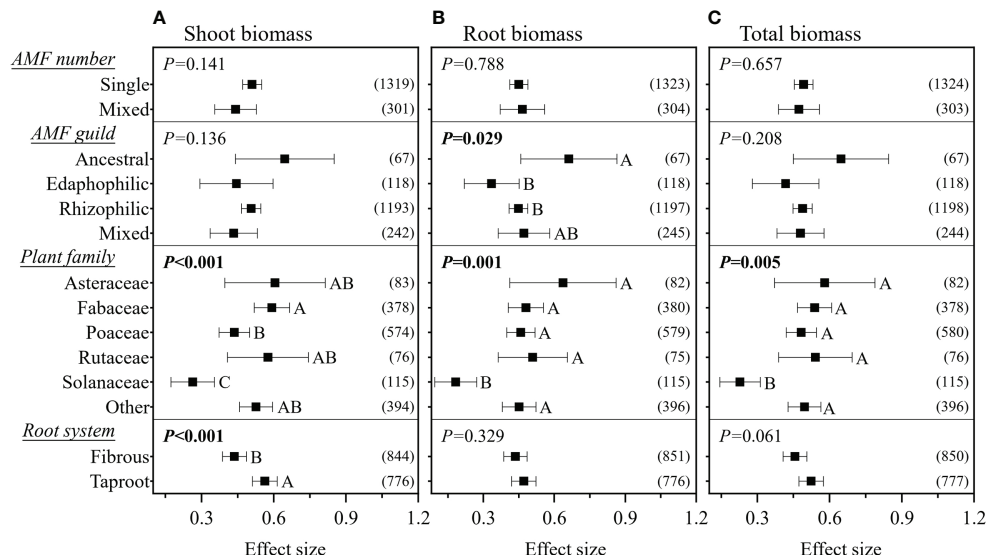 A B C
Shoot biomass Root biomass Total biomass
AMF number P=0.141 P=0.788 P=0.657
Single (1319) (1323) (1324)
Mixed (301) (304) (303)
AMF guild P=0.136 P=0.029 P=0.208
Ancestral (67) A (67) (67)
Edaphophilic (118) B (118) (118)
Rhizophilic (1193) B (1197) (1198)
Mixed (242) AB (245) (244)
Plant family P<0.001 P=0.001 P=0.005
Asteraceae AB (83) A (82) A (82)
Fabaceae A (378) A (380) A (378)
Poaceae B (574) A (579) A (580)
Rutaceae AB (76) A (75) A (76)
Solanaceae C (115) B (115) B (115)
Other AB (394) A (396) A (396)
Root system P<0.001 P=0.329 P=0.061
Fibrous B (844) (851) (850)
Taproot A (776) (776) (777)
0.3 0.6 0.9 1.2 0.3 0.6 0.9 1.2 0.3 0.6 0.9 1.2
Effect size Effect size Effect size